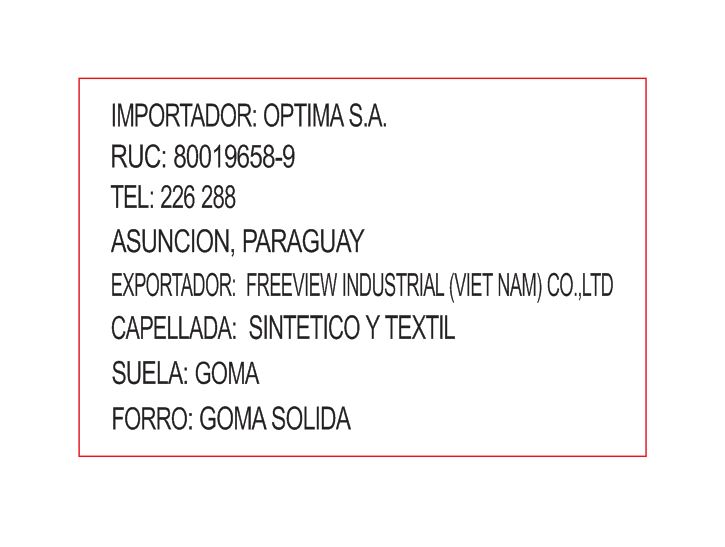 IMPORTADOR: OPTIMA S.A.
RUC: 80019658-9
TEL: 226 288
ASUNCION, PARAGUAY
EXPORTADOR: FREEVIEW INDUSTRIAL (VIET NAM) CO.,LTD
CAPELLADA: SINTETICO Y TEXTIL
SUELA: GOMA
FORRO: GOMA SOLIDA